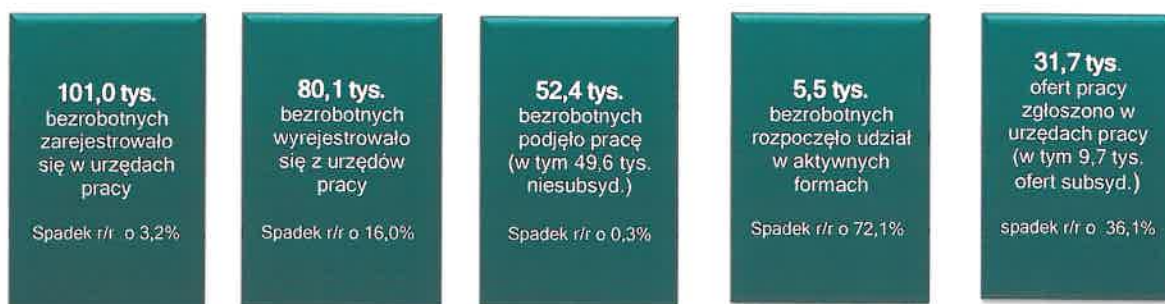 101,0 tys.
bezrobotnych
zarejestrowało
się w urzędach
pracy
Spadek r/r o 3,2%
80,1 tys.
bezrobotnych
wyrejestrowało
się z urzędów
pracy
Spadek r/r o 16,0%
52,4 tys.
bezrobotnych
podjęło pracę
(w tym 49,6 tys.
niesubsyd.)
Spadek r/r o 0,3%
5,5 tys.
bezrobotnych
rozpoczęło udział
w aktywnych
formach
Spadek r/r o 72,1%
31,7 tys.
ofert pracy
zgłoszono w
urzędach pracy
(w tym 9,7 tys.
ofert subsyd.)
spadek r/r o 36,1%